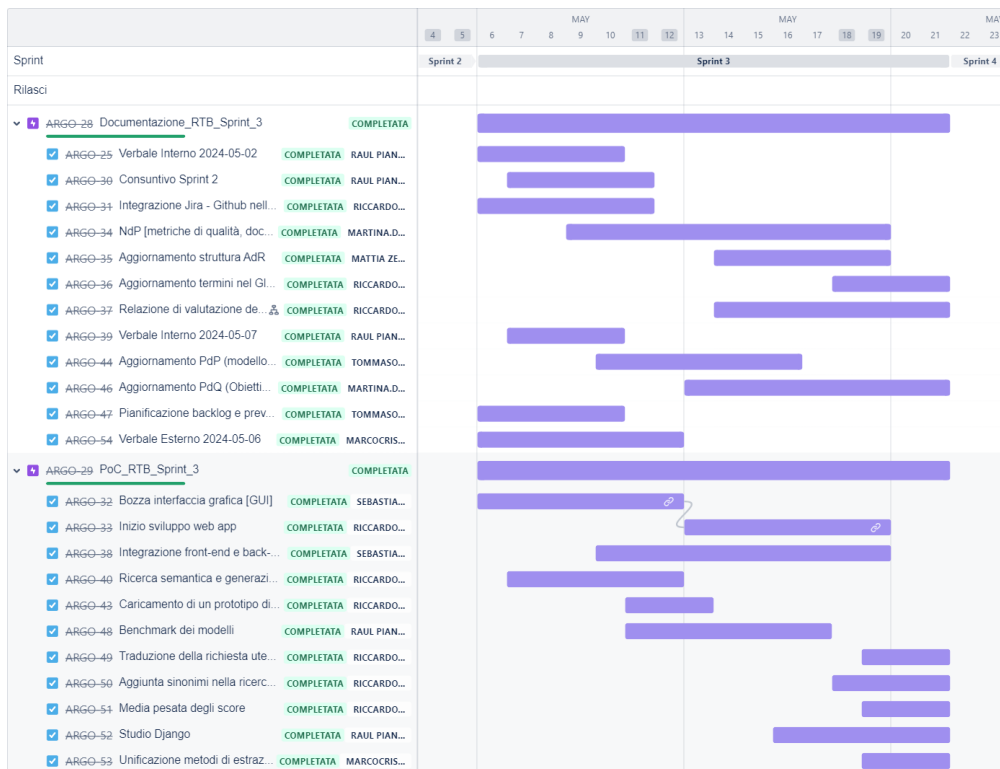 MAY MAY MA
4 5 6 7 8 9 10 11 12 13 14 15 16 17 18 19 20 21 22 23
Sprint Sprint 2 Sprint 3 Sprint 4
Rilasci
ARGO-28 Documentazione_RTB_Sprint_3 COMPLETATA
ARGO-25 Verbale Interno 2024-05-02 COMPLETATA RAUL PIAN...
ARGO-30 Consuntivo Sprint 2 COMPLETATA RAUL PIAN...
ARGO-31 Integrazione Jira - Github nell... COMPLETATA RICCARDO...
ARGO-34 NdP [metriche di qualità, doc... COMPLETATA MARTINA.D...
ARGO-35 Aggiornamento struttura AdR COMPLETATA MATTIA ZE...
ARGO-36 Aggiornamento termini nel Gl... COMPLETATA RICCARDO...
ARGO-37 Relazione di valutazione de... COMPLETATA RICCARDO...
ARGO-39 Verbale Interno 2024-05-07 COMPLETATA RAUL PIAN...
ARGO-44 Aggiornamento PdP (modello... COMPLETATA TOMMASO...
ARGO-46 Aggiornamento PdQ (Obietti... COMPLETATA MARTINA.D...
ARGO-47 Pianificazione backlog e prev... COMPLETATA TOMMASO...
ARGO-54 Verbale Esterno 2024-05-06 COMPLETATA MARCOCRIS...
ARGO-29 PoC_RTB_Sprint_3 COMPLETATA
ARGO-32 Bozza interfaccia grafica [GUI] COMPLETATA SEBASTIA...
ARGO-33 Inizio sviluppo web app COMPLETATA RICCARDO...
ARGO-38 Integrazione front-end e back-... COMPLETATA SEBASTIA...
ARGO-40 Ricerca semantica e generazi... COMPLETATA RICCARDO...
ARGO-43 Caricamento di un prototipo di... COMPLETATA RICCARDO...
ARGO-48 Benchmark dei modelli COMPLETATA RAUL PIAN...
ARGO-49 Traduzione della richiesta ute... COMPLETATA RICCARDO...
ARGO-50 Aggiunta sinonimi nella ricerc... COMPLETATA RICCARDO...
ARGO-51 Media pesata degli score COMPLETATA RICCARDO...
ARGO-52 Studio Django COMPLETATA RAUL PIAN...
ARGO-53 Unificazione metodi di estraz... COMPLETATA MARCOCRIS...